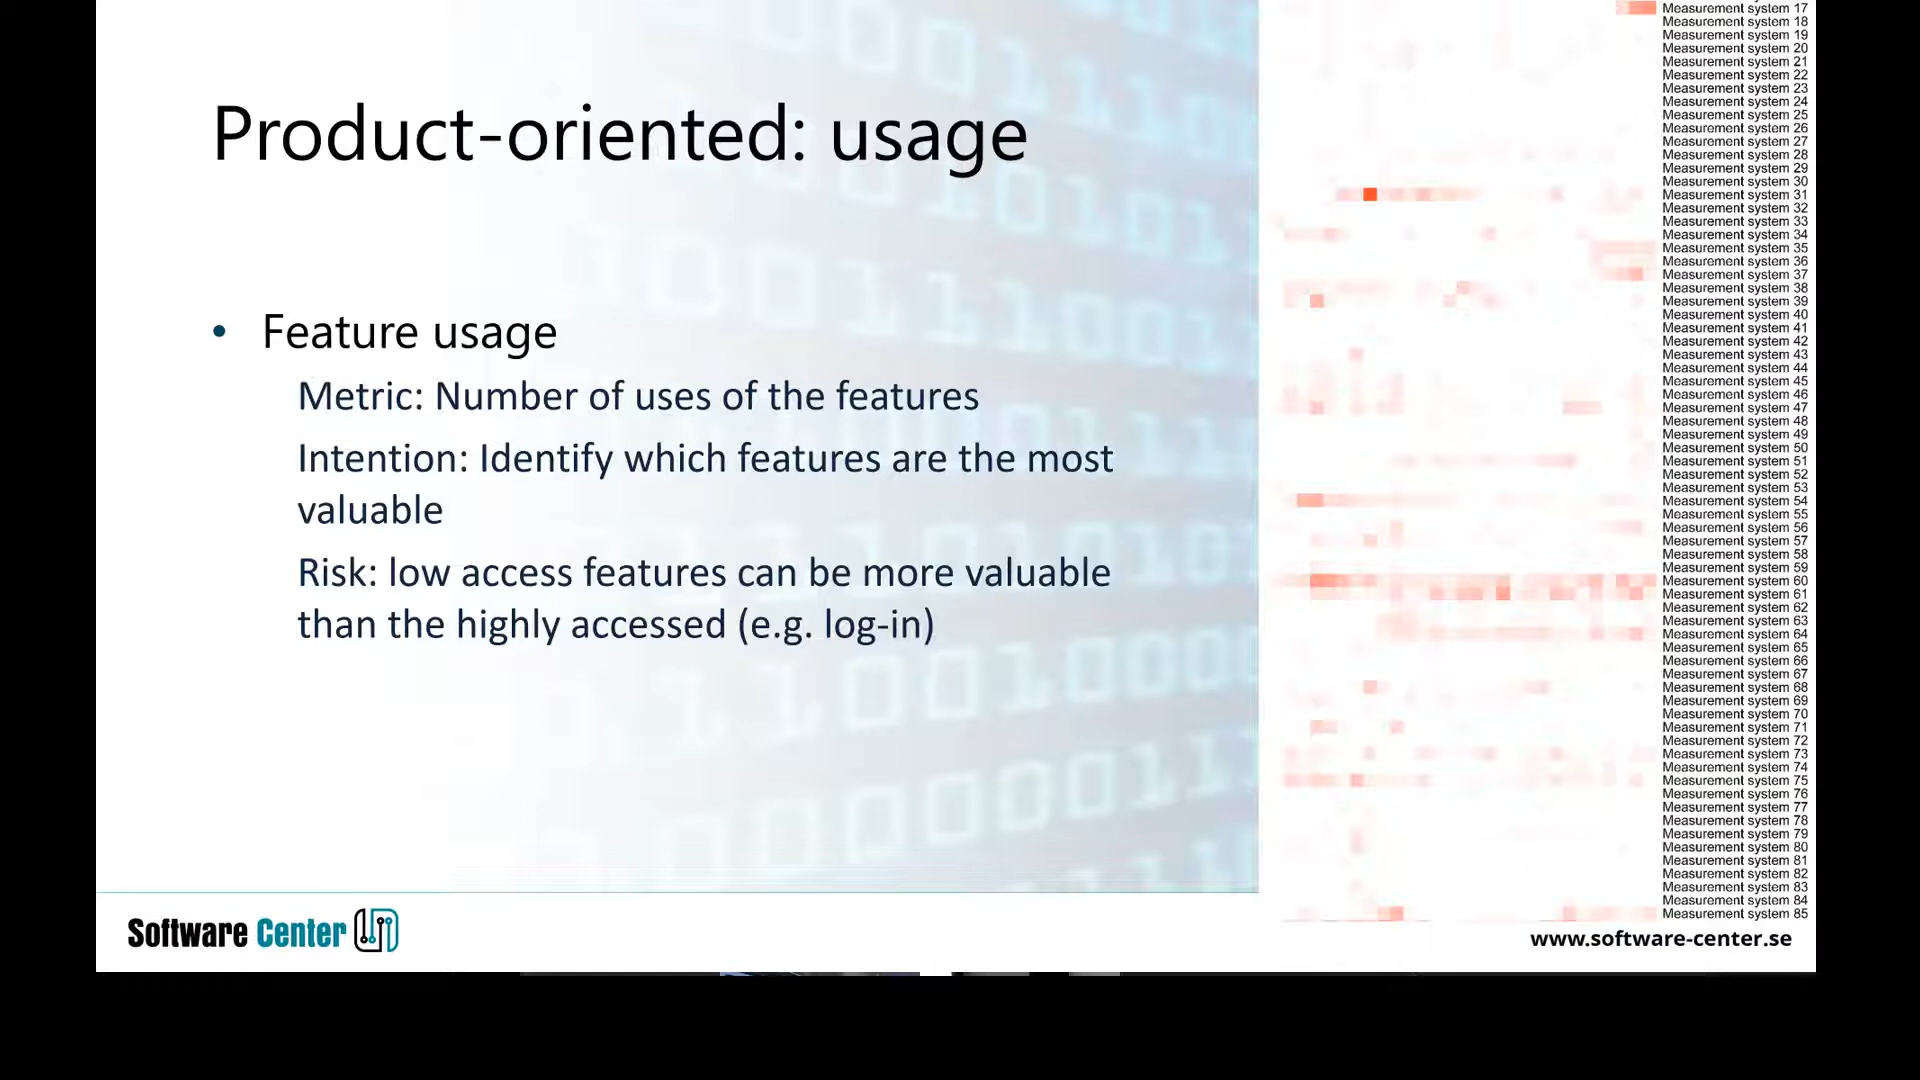 Product-oriented: usage
• Feature usage
Metric: Number of uses of the features
Intention: Identify which features are the most
valuable
Risk: low access features can be more valuable
than the highly accessed (e.g. log-in)
Measurement system 17
Measurement system 18
Measurement system 19
Measurement system 20
Measurement system 21
Measurement system 22
Measurement system 23
Measurement system 24
Measurement system 25
Measurement system 26
Measurement system 27
Measurement system 28
Measurement system 29
Measurement system 30
Measurement system 31
Measurement system 32
Measurement system 33
Measurement system 34
Measurement system 35
Measurement system 36
Measurement system 37
Measurement system 38
Measurement system 39
Measurement system 40
Measurement system 41
Measurement system 42
Measurement system 43
Measurement system 44
Measurement system 45
Measurement system 46
Measurement system 47
Measurement system 48
Measurement system 49
Measurement system 50
Measurement system 51
Measurement system 52
Measurement system 53
Measurement system 54
Measurement system 55
Measurement system 56
Measurement system 57
Measurement system 58
Measurement system 59
Measurement system 60
Measurement system 61
Measurement system 62
Measurement system 63
Measurement system 64
Measurement system 65
Measurement system 66
Measurement system 67
Measurement system 68
Measurement system 69
Measurement system 70
Measurement system 71
Measurement system 72
Measurement system 73
Measurement system 74
Measurement system 75
Measurement system 76
Measurement system 77
Measurement system 78
Measurement system 79
Measurement system 80
Measurement system 81
Measurement system 82
Measurement system 83
Measurement system 84
Measurement system 85
Software Center
www.software-center.se